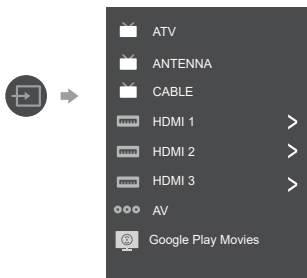 ATV
ANTENNA
CABLE
HDMI 1
HDMI 2
HDMI 3
AV
Google Play Movies